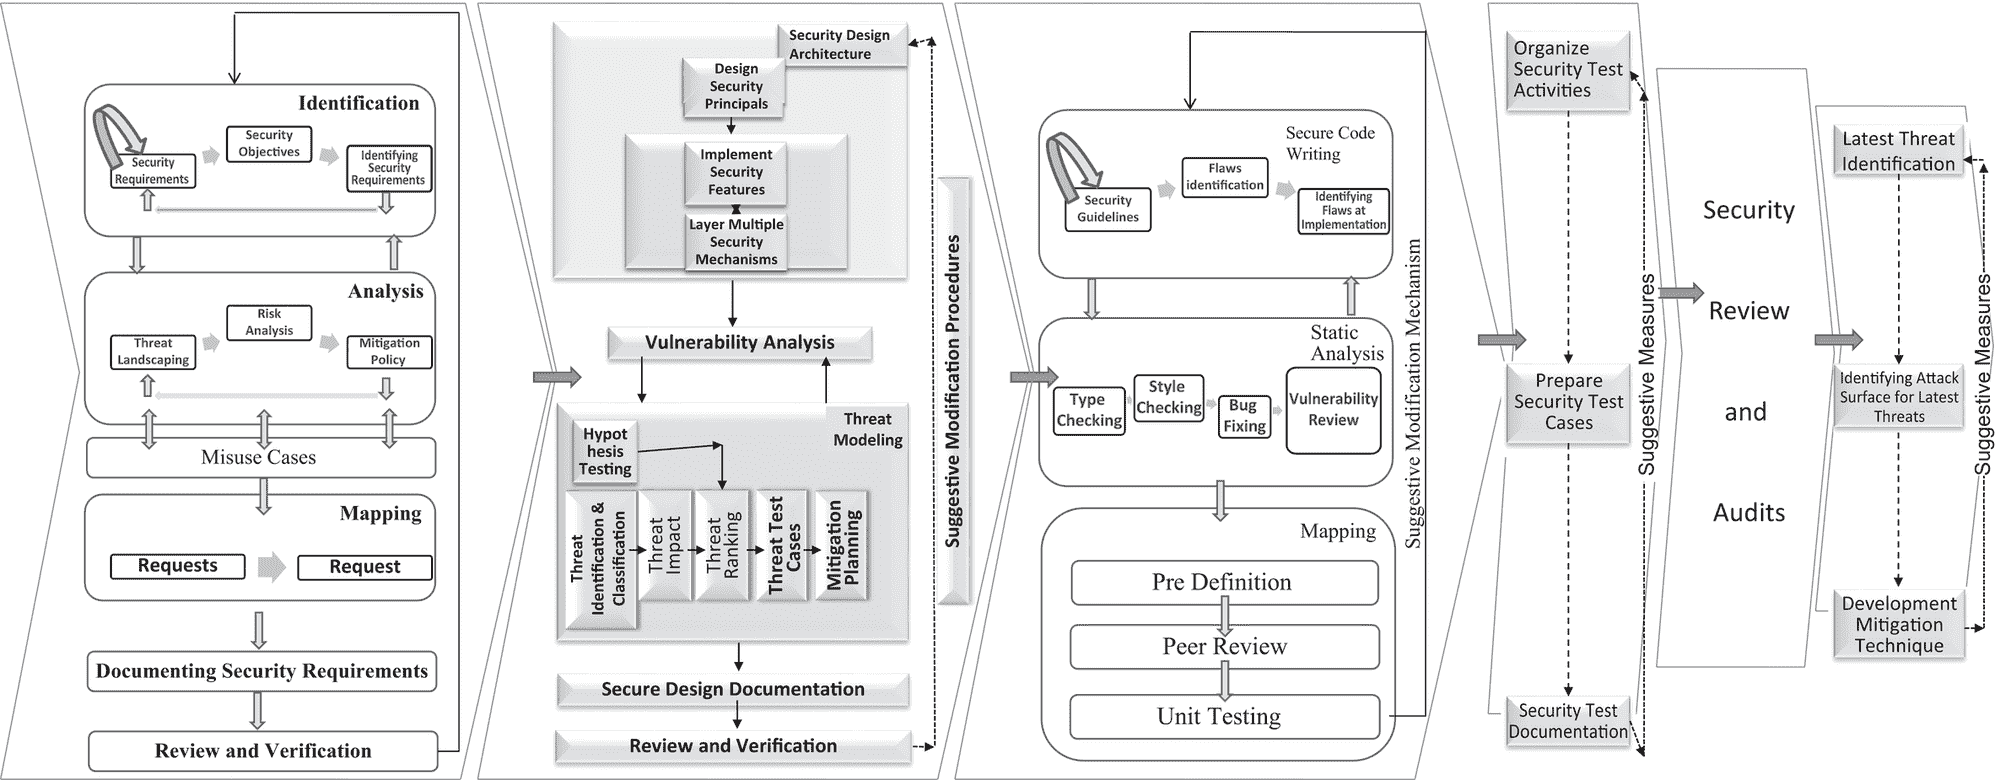 Identification
Security
Requirements
Security
Objectives
Identifying
Security
Requirements
Analysis
Threat
Landscaping
Risk
Analysis
Mitigation
Policy
Misuse Cases
Mapping
Requests
Request
Documenting Security Requirements
Review and Verification
Security Design
Architecture
Design
Security
Principals
Implement
Security
Features
Layer Multiple
Security
Mechanisms
Vulnerability Analysis
Threat
Modeling
Hypot
hesis
Testing
Threat
Identification &
Classification
Threat
Impact
Threat
Ranking
Threat Test
Cases
Mitigation
Planning
Secure Design Documentation
Review and Verification
Suggestive Modification Procedures
Secure Code
Writing
Security
Guidelines
Flaws
identification
Identifying
Flaws at
Implementation
Static
Analysis
Type
Checking
Style
Checking
Bug
Fixing
Vulnerability
Review
Mapping
Pre Definition
Peer Review
Unit Testing
Suggestive Modification Mechanism
Organize
Security Test
Activities
Prepare
Security Test
Cases
Security Test
Documentation
Suggestive Measures
Security
Review
and
Audits
Latest Threat
Identification
Identifying Attack
Surface for Latest
Threats
Development
Mitigation
Technique
Suggestive Measures